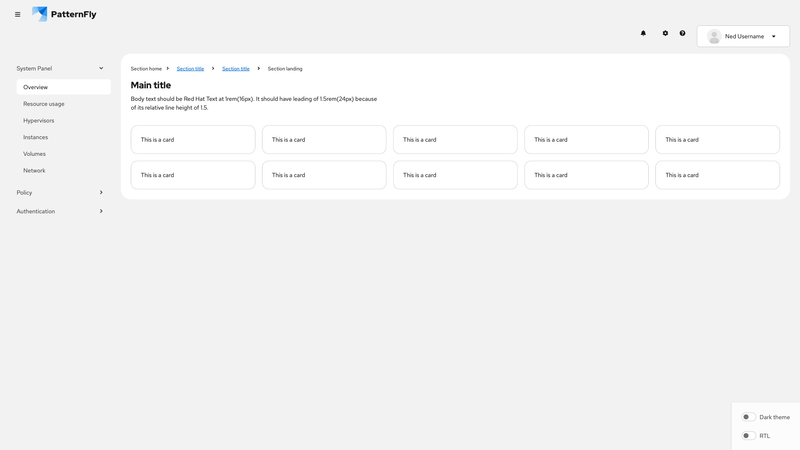 PatternFly
Ned Username
System Panel
Overview
Resource usage
Hypervisors
Instances
Volumes
Network
Policy
Authentication
Section home Section title Section title Section landing
Main title
Body text should be Red Hat Text at 1rem(16px). It should have leading of 1.5rem(24px) because
of its relative line height of 1.5.
This is a card This is a card This is a card This is a card This is a card
This is a card This is a card This is a card This is a card This is a card
Dark theme
RTL